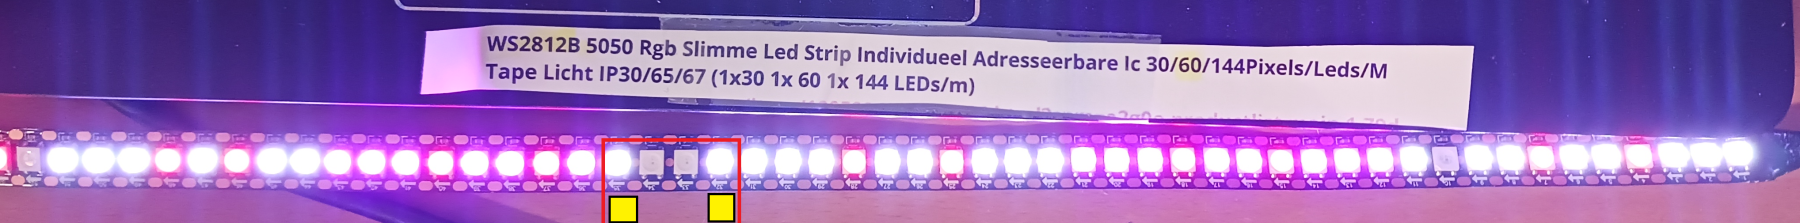 WS2812B 5050 Rgb Slimme Led Strip Individueel Adresseerbare Ic 30/60/144Pixels/Leds/M
Tape Licht IP30/65/67 (1x30 1x 60 1x 144 LEDs/m)